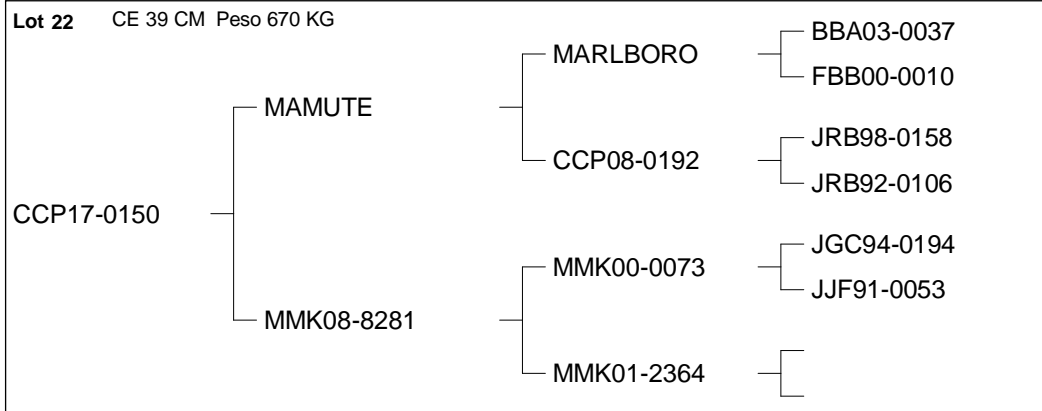 Lot 22 CE 39 CM Peso 670 KG
BBA03-0037
MARLBORO
FBB00-0010
MAMUTE
JRB98-0158
CCP08-0192
JRB92-0106
CCP17-0150
JGC94-0194
MMK00-0073
JJF91-0053
MMK08-8281
MMK01-2364